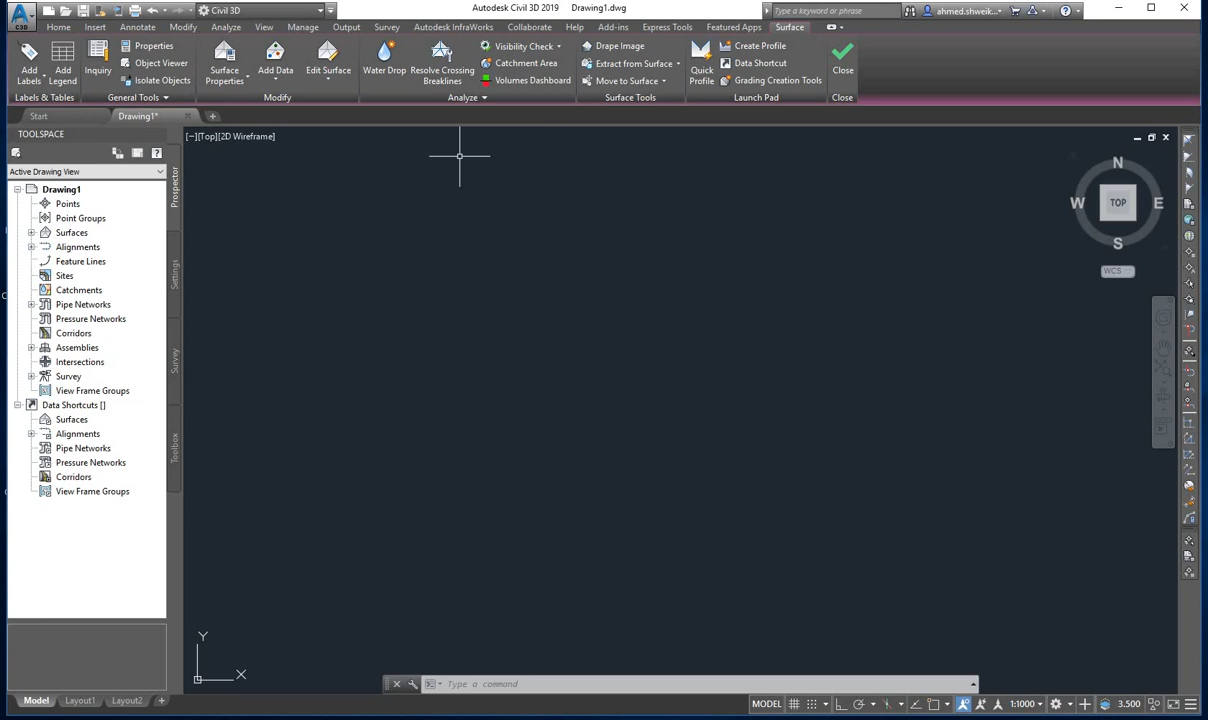 Civil 3D
Autodesk Civil 3D 2019 Drawing1.dwg
Type a keyword or phrase
ahmed.shweik...
C3D
Home Insert Annotate Modify Analyze View Manage Output Survey Autodesk InfraWorks Collaborate Help Add-ins Express Tools Featured Apps Surface
Add Labels
Add Legend
Labels & Tables
Inquiry
Properties
Object Viewer
Isolate Objects
General Tools
Surface Properties
Add Data
Edit Surface
Modify
Water Drop
Resolve Crossing Breaklines
Visibility Check
Catchment Area
Volumes Dashboard
Analyze
Drape Image
Extract from Surface
Move to Surface
Surface Tools
Quick Profile
Create Profile
Data Shortcut
Grading Creation Tools
Launch Pad
Close
Close
Start
Drawing1*
TOOLSPACE
[−][Top][2D Wireframe]
Active Drawing View
Drawing1
Points
Point Groups
Surfaces
Alignments
Feature Lines
Sites
Catchments
Pipe Networks
Pressure Networks
Corridors
Assemblies
Intersections
Survey
View Frame Groups
Data Shortcuts []
Surfaces
Alignments
Pipe Networks
Pressure Networks
Corridors
View Frame Groups
Prospector
Settings
Survey
Toolbox
N
W
TOP
E
S
WCS
Y
X
Type a command
Model
Layout1
Layout2
MODEL
1:1000
3.500